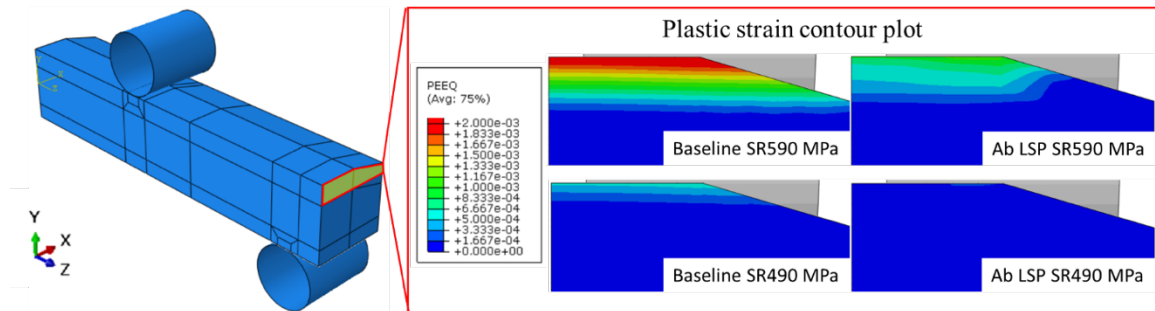 Plastic strain contour plot
y
z
z
Y
X
Z
PEEQ
(Avg: 75%)
+2.000e-03
+1.833e-03
+1.667e-03
+1.500e-03
+1.333e-03
+1.167e-03
+1.000e-03
+8.333e-04
+6.667e-04
+5.000e-04
+3.333e-04
+1.667e-04
+0.000e+00
Baseline SR590 MPa
Ab LSP SR590 MPa
Baseline SR490 MPa
Ab LSP SR490 MPa